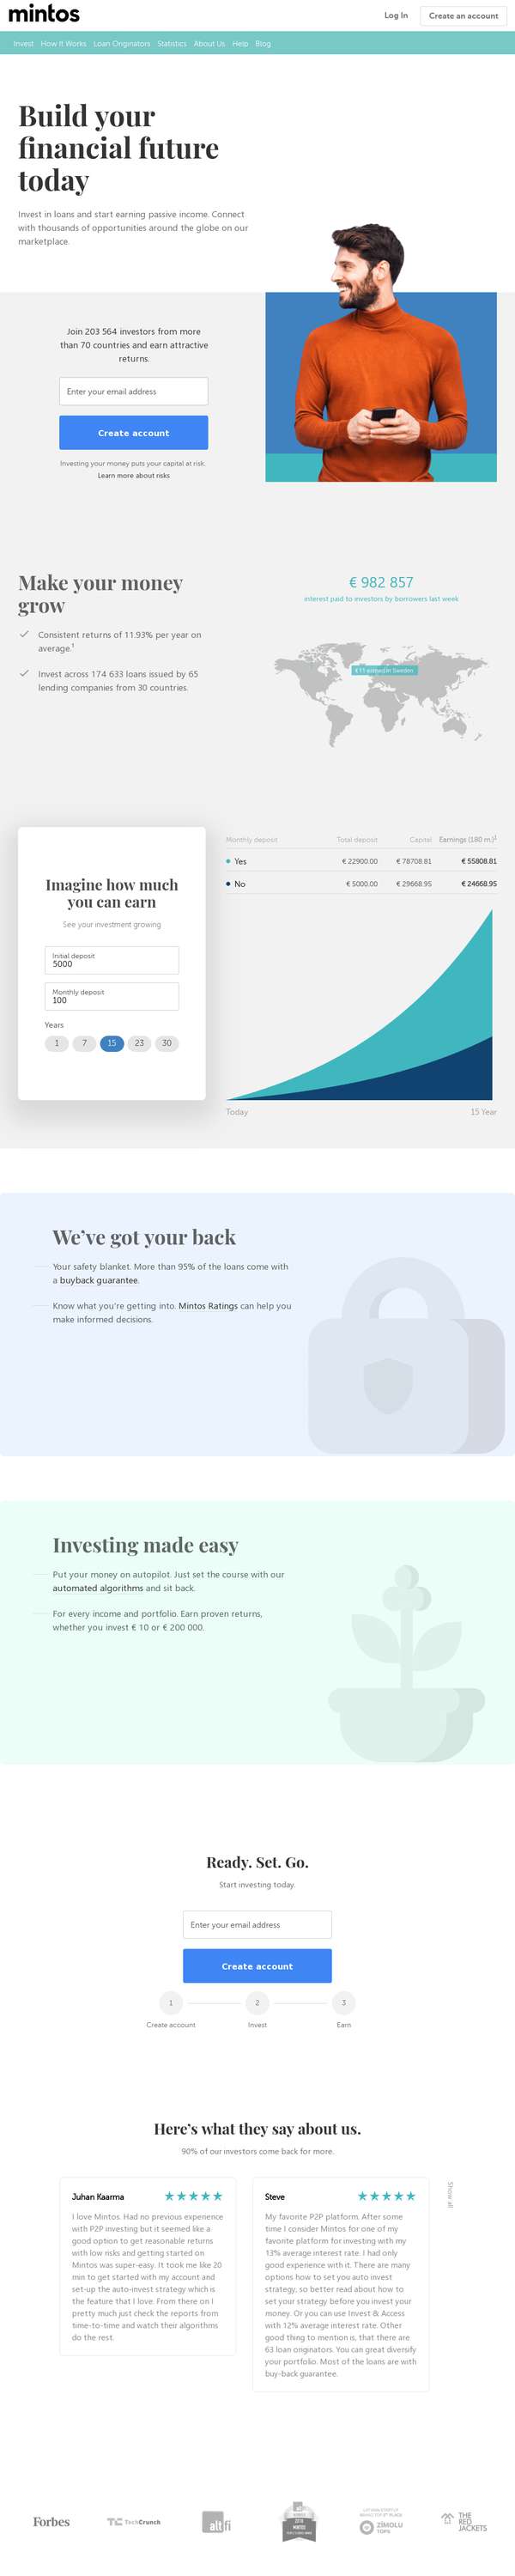 mintos
Log In
Create an account
Invest How It Works Loan Originators Statistics About Us Help Blog
Build your
financial future
today
Invest in loans and start earning passive income. Connect
with thousands of opportunities around the globe on our
marketplace.
Join 203 564 investors from more
than 70 countries and earn attractive
returns.
Enter your email address
Create account
Investing your money puts your capital at risk.
Learn more about risks
Make your money
grow
Consistent returns of 11.93% per year on
average.¹
Invest across 174 633 loans issued by 65
lending companies from 30 countries.
€ 982 857
interest paid to investors by borrowers last week
in Sweden
Imagine how much
you can earn
See your investment growing
Initial deposit
5000
Monthly deposit
100
Years
1 7 15 23 30
Monthly deposit Total deposit Capital Earnings (180 m.)¹
Yes € 22900.00 € 78708.81 € 55808.81
No € 5000.00 € 29668.95 € 24668.95
Today 15 Year
We've got your back
Your safety blanket. More than 95% of the loans come with
a buyback guarantee.
Know what you're getting into. Mintos Ratings can help you
make informed decisions.
Investing made easy
Put your money on autopilot. Just set the course with our
automated algorithms and sit back.
For every income and portfolio. Earn proven returns,
whether you invest € 10 or € 200 000.
Ready. Set. Go.
Start investing today.
Enter your email address
Create account
1 2 3
Create account Invest Earn
Here's what they say about us.
90% of our investors come back for more.
Juhan Kaarma
I love Mintos. Had no previous experience
with P2P investing but it seemed like a
good option to get reasonable returns
with low risks and getting started on
Mintos was super-easy. It took me like 20
min to get started with my account and
set-up the auto-invest strategy which is
the feature that I love. From there on I
pretty much just check the reports from
time-to-time and watch their algorithms
do the rest.
Steve
My favorite P2P platform. After some
time I consider Mintos for one of my
favorite platform for investing with my
13% average interest rate. I had only
good experience with it. There are many
options how to set you auto invest
strategy, so better read about how to
set your strategy before you invest your
money. Or you can use Invest & Access
with 12% average interest rate. Other
good thing to mention is, that there are
63 loan originators. You can great diversify
your portfolio. Most of the loans are with
buy-back guarantee.
Show all
Forbes
TechCrunch
altfi
2018
MINTOS
ZĪMOLU
TOPS
THE
RED
JACKETS